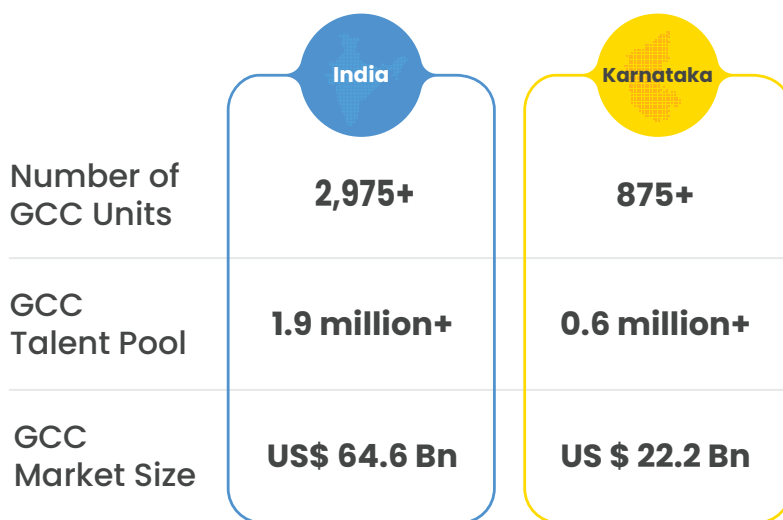 India
Karnataka
Number of
GCC Units
2,975+
875+
GCC
Talent Pool
1.9 million+
0.6 million+
GCC
Market Size
US$ 64.6 Bn
US $ 22.2 Bn